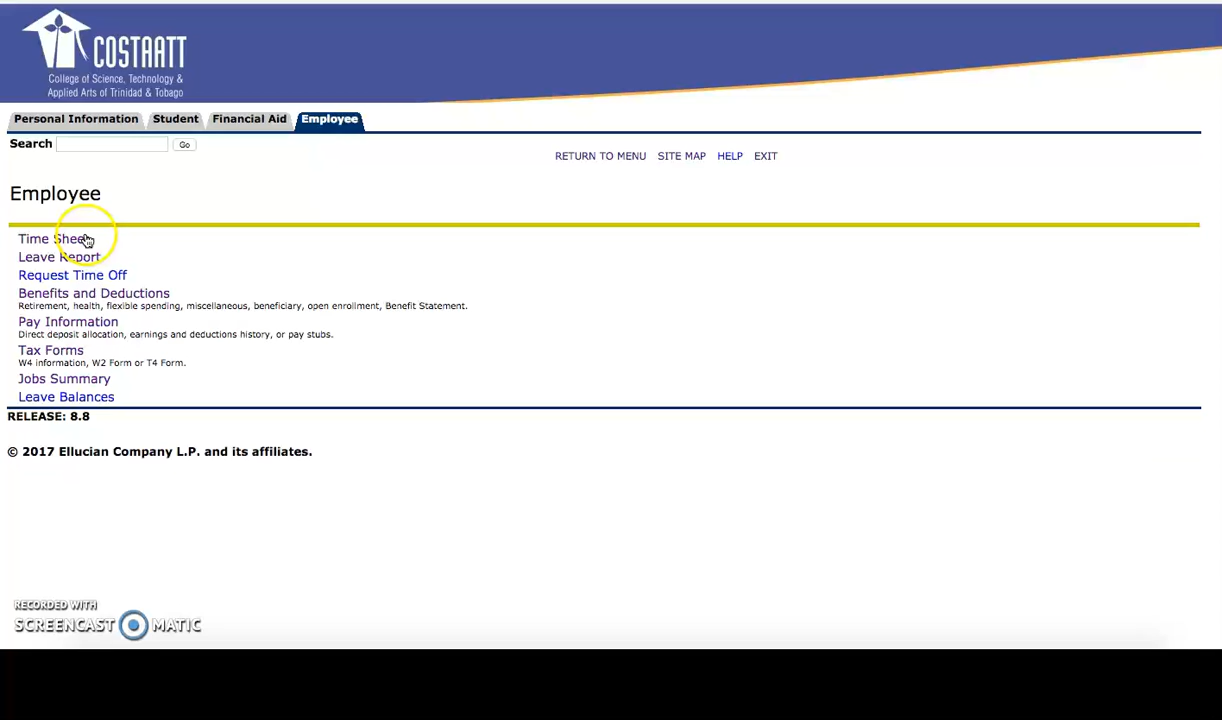 COSTAATT
College of Science, Technology &
Applied Arts of Trinidad & Tobago
Personal Information Student Financial Aid Employee
Search Go
RETURN TO MENU SITE MAP HELP EXIT
Employee
Time Sheet
Leave Report
Request Time Off
Benefits and Deductions
Retirement, health, flexible spending, miscellaneous, beneficiary, open enrollment, Benefit Statement.
Pay Information
Direct deposit allocation, earnings and deductions history, or pay stubs.
Tax Forms
W4 information, W2 Form or T4 Form.
Jobs Summary
Leave Balances
RELEASE: 8.8
© 2017 Ellucian Company L.P. and its affiliates.
RECORDED WITH
SCREENCAST MATIC